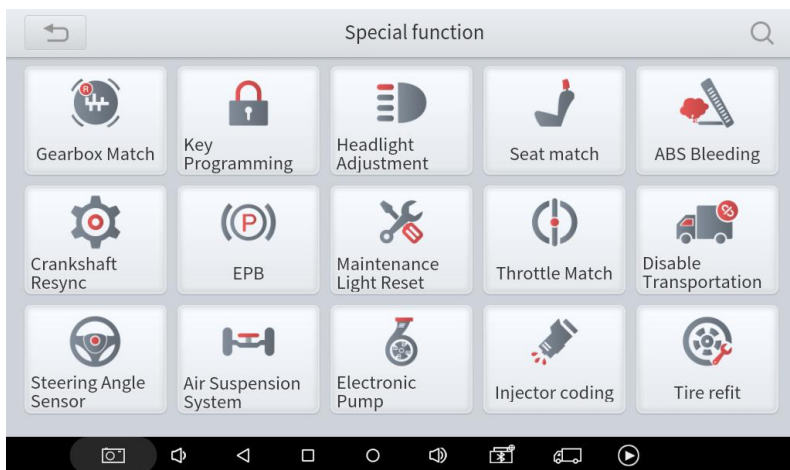 Special function
Gearbox Match
Key
Programming
Headlight
Adjustment
Seat match
ABS Bleeding
Crankshaft
Resync
EPB
Maintenance
Light Reset
Throttle Match
Disable
Transportation
Steering Angle
Sensor
Air Suspension
System
Electronic
Pump
Injector coding
Tire refit